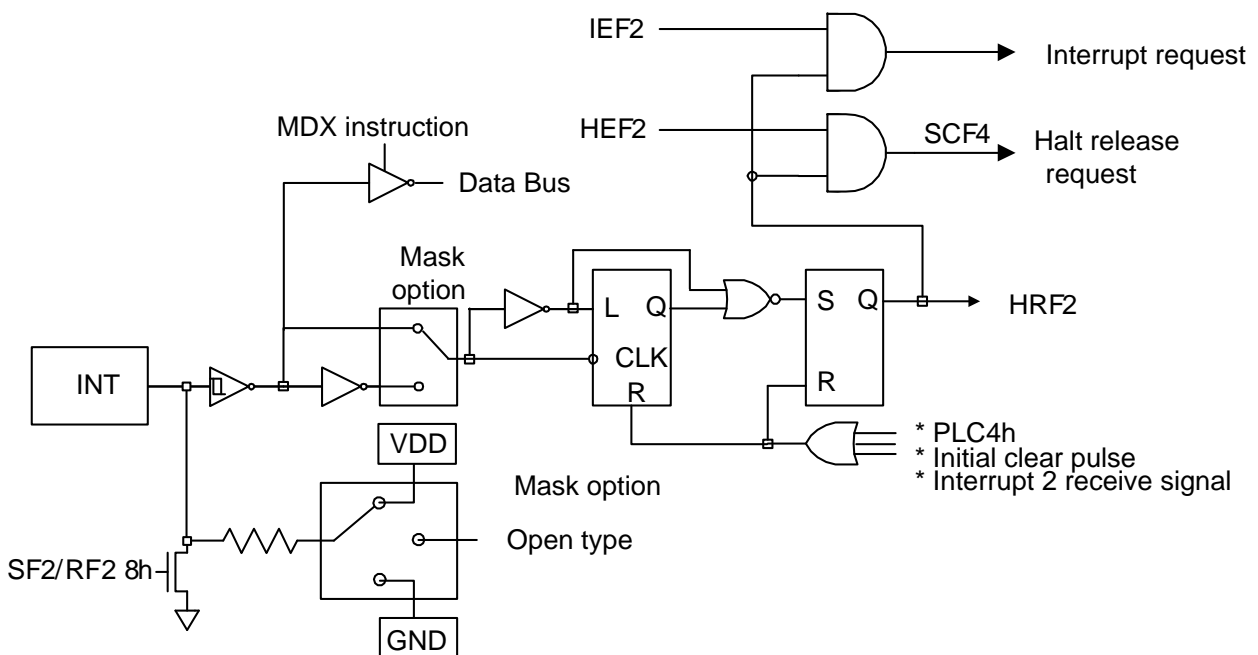 IEF2
Interrupt request
MDX instruction
HEF2
SCF4
Halt release
request
Data Bus
Mask
option
L
Q
S
Q
HRF2
INT
CLK
R
R
* PLC4h
* Initial clear pulse
* Interrupt 2 receive signal
VDD
Mask option
Open type
SF2/RF2 8h
GND